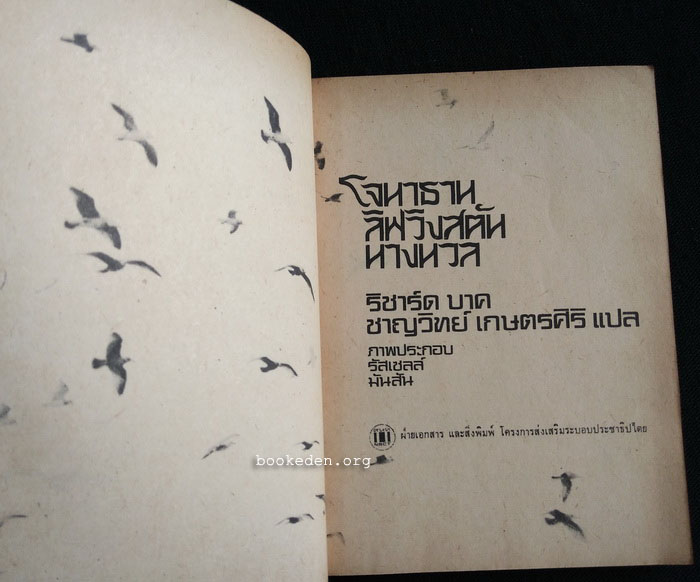 โจนาธาน
ลิฟวิงสตัน
นางนวล
ริชาร์ด บาค
ชาญวิทย์ เกษตรศิริ แปล
ภาพประกอบ
รัสเซลล์
มันสัน
ฝ่ายเอกสาร และสิ่งพิมพ์ โครงการส่งเสริมระบอบประชาธิปไตย
bookeden.org